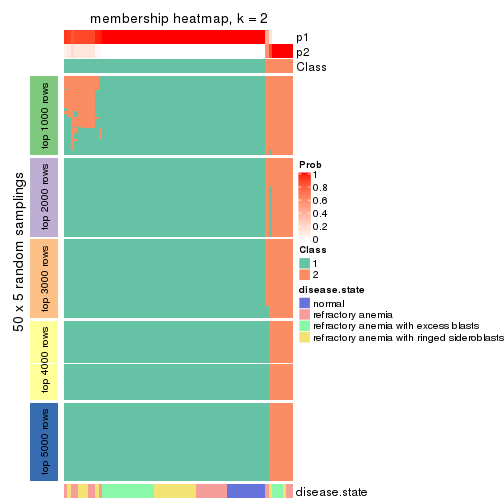 membership heatmap, k = 2
p1
p2
Class
50 x 5 random samplings
top 1000 rows
top 2000 rows
top 3000 rows
top 4000 rows
top 5000 rows
Prob
1
0.8
0.6
0.4
0.2
0
Class
1
2
disease.state
normal
refractory anemia
refractory anemia with excess blasts
refractory anemia with ringed sideroblasts
disease.state